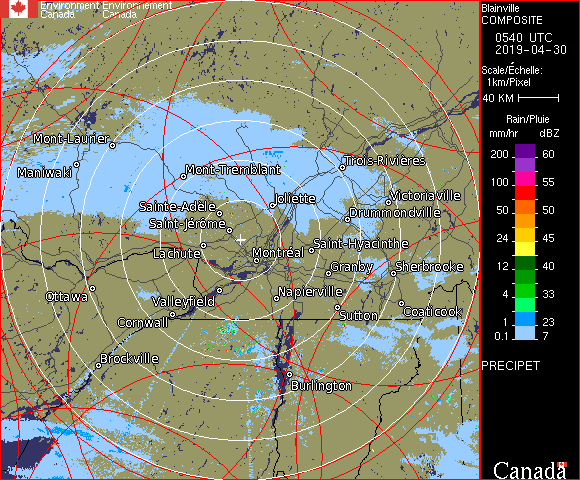 Environment Environnement
Canada Canada
Blainville
COMPOSITE
0540 UTC
2019-04-30
Scale/Échelle:
1km/Pixel
40 KM
Rain/Pluie
mm/hr dBZ
200 60
100 55
50 50
24 45
12 40
4 33
1 23
0.1 7
PRECIPET
Canada
Mont-Laurier
Maniwaki
Mont-Tremblant
Trois-Rivières
Victoriaville
Joliette
Sainte-Adèle
Drummondville
Saint-Jérôme
Saint-Hyacinthe
Lachute
Montréal
Granby
Sherbrooke
Ottawa
Valleyfield
Napierville
Coaticook
Cornwall
Sutton
Brockville
Burlington